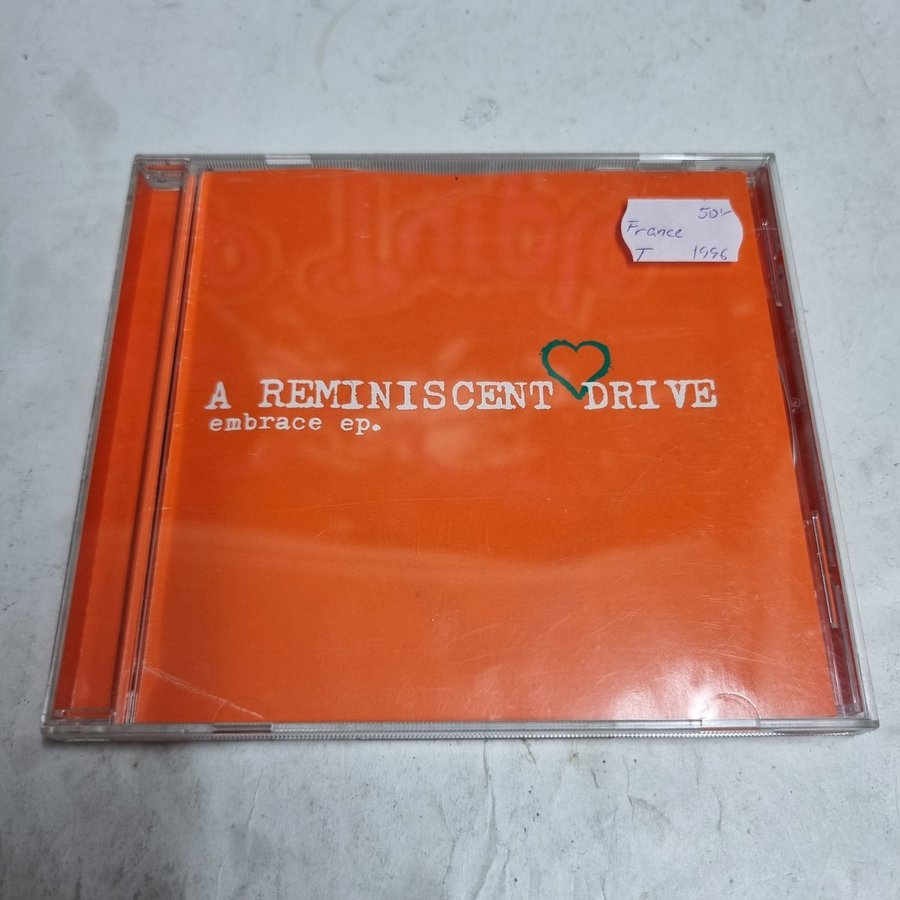 50:-
France
T 1996
A REMINISCENT DRIVE
embrace ep.